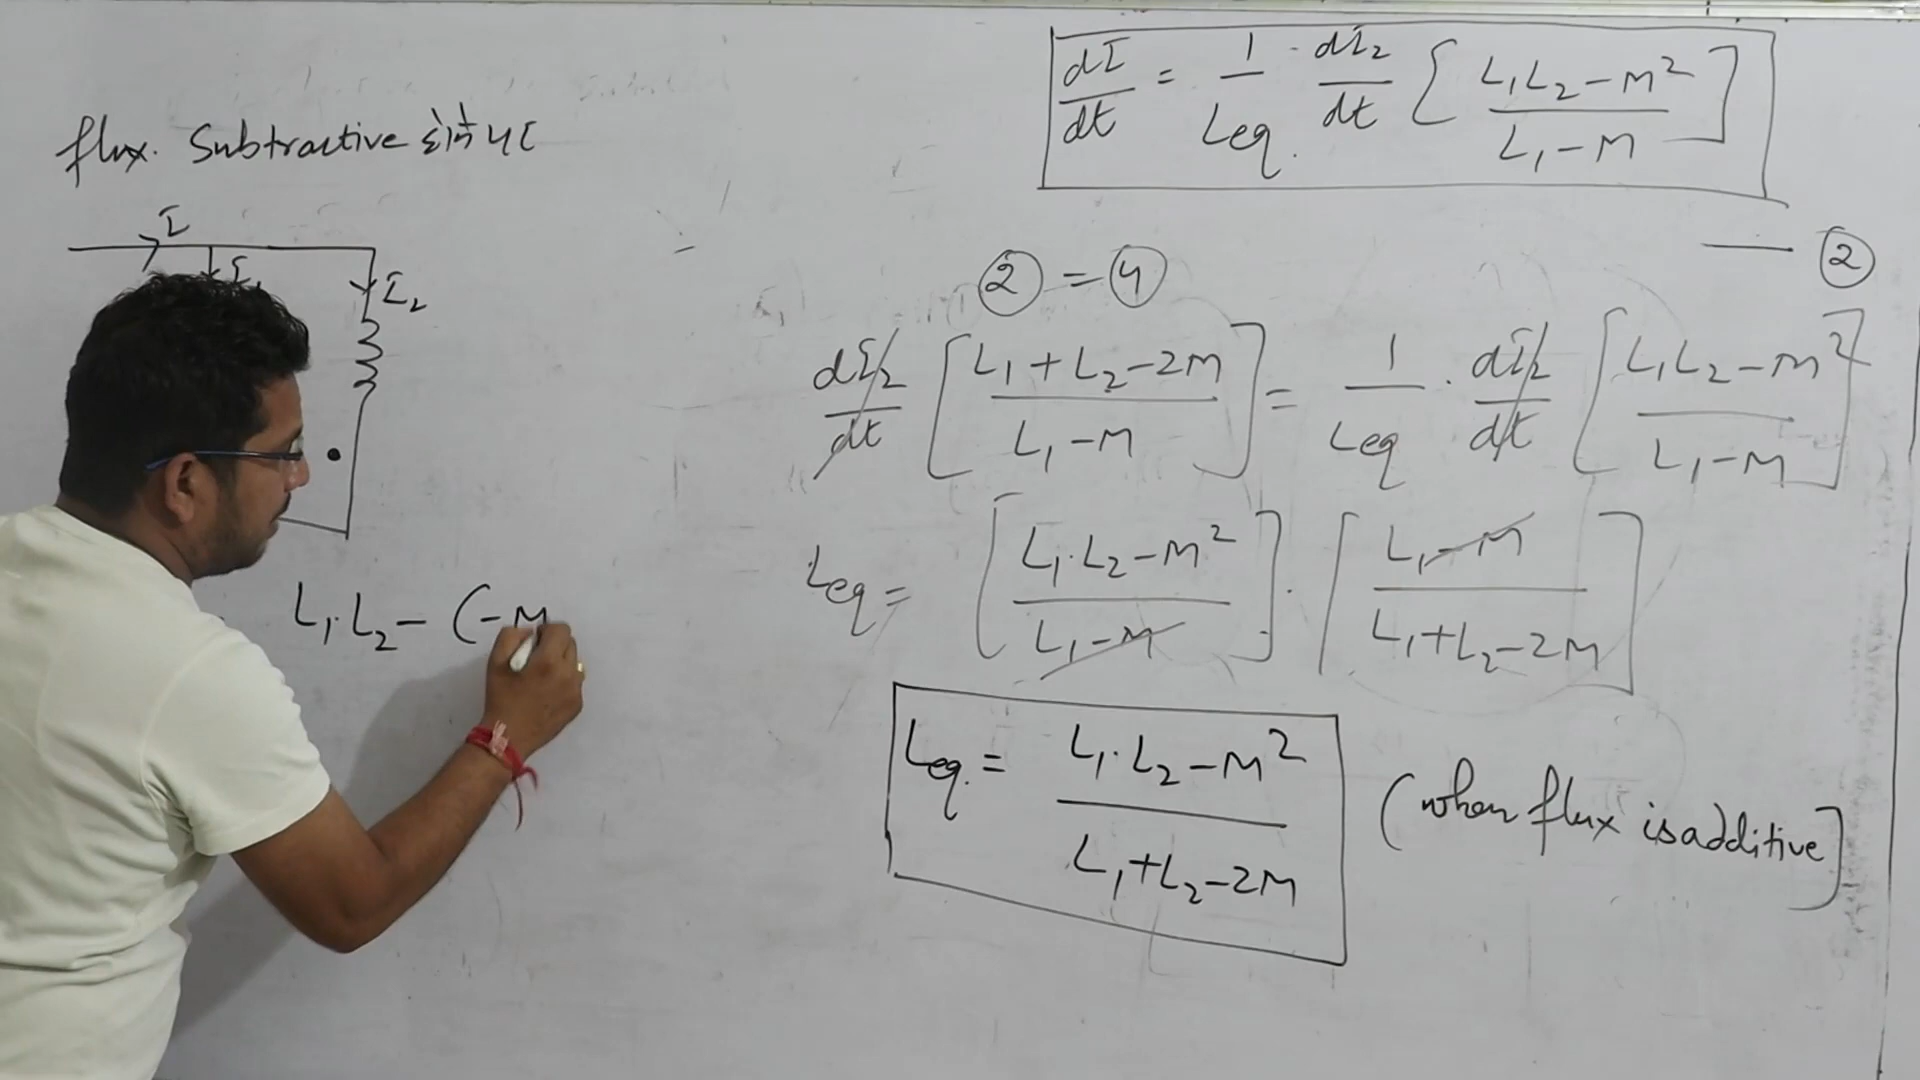 flux. Subtractive होने પર
I
I₂
L₁·L₂ − (−M
dI/dt = 1/Leq. · dI₂/dt [ (L₁L₂ − M²) / (L₁ − M) ]
— ②
② = ④
dI₂/dt [ (L₁ + L₂ − 2M) / (L₁ − M) ] = 1/Leq · dI₂/dt [ (L₁L₂ − M²) / (L₁ − M) ]
Leq = [ (L₁·L₂ − M²) / (L₁ − M) ] · [ (L₁ − M) / (L₁ + L₂ − 2M) ]
Leq. = (L₁·L₂ − M²) / (L₁ + L₂ − 2M) (when flux is additive)